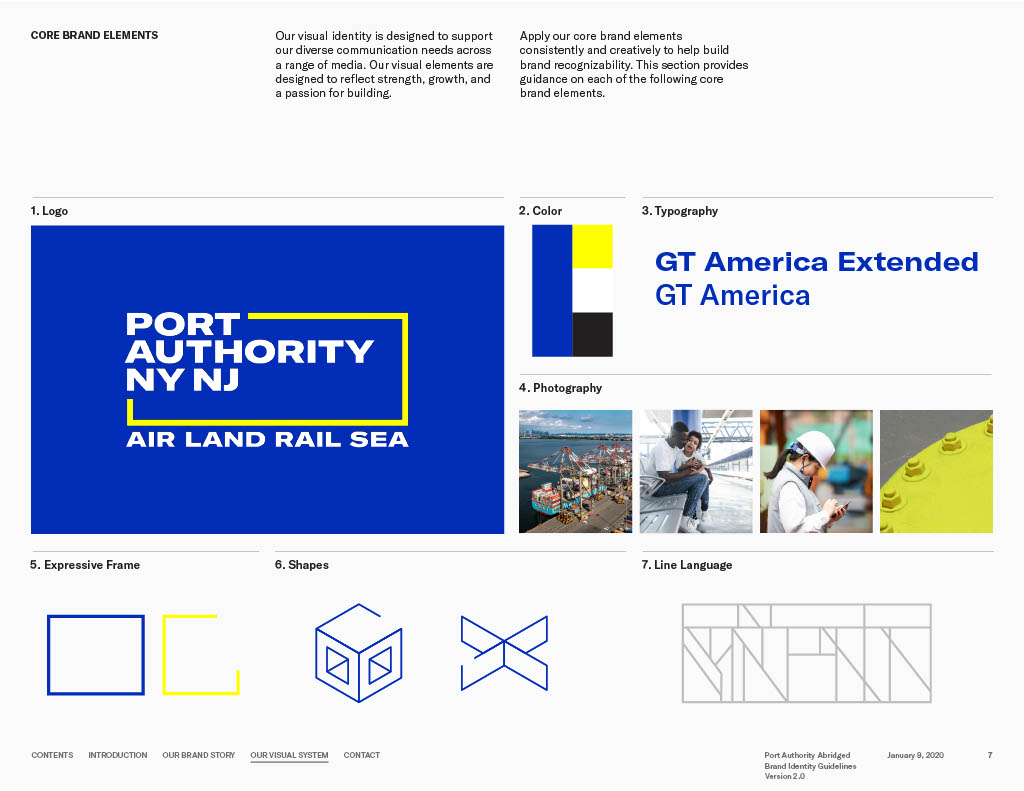 CORE BRAND ELEMENTS
Our visual identity is designed to support
our diverse communication needs across
a range of media. Our visual elements are
designed to reflect strength, growth, and
a passion for building.
Apply our core brand elements
consistently and creatively to help build
brand recognizability. This section provides
guidance on each of the following core
brand elements.
1. Logo
PORT
AUTHORITY
NY NJ
AIR LAND RAIL SEA
2. Color
3. Typography
GT America Extended
GT America
4. Photography
5. Expressive Frame
6. Shapes
7. Line Language
CONTENTS
INTRODUCTION
OUR BRAND STORY
OUR VISUAL SYSTEM
CONTACT
Port Authority Abridged
Brand Identity Guidelines
Version 2.0
January 9, 2020
7